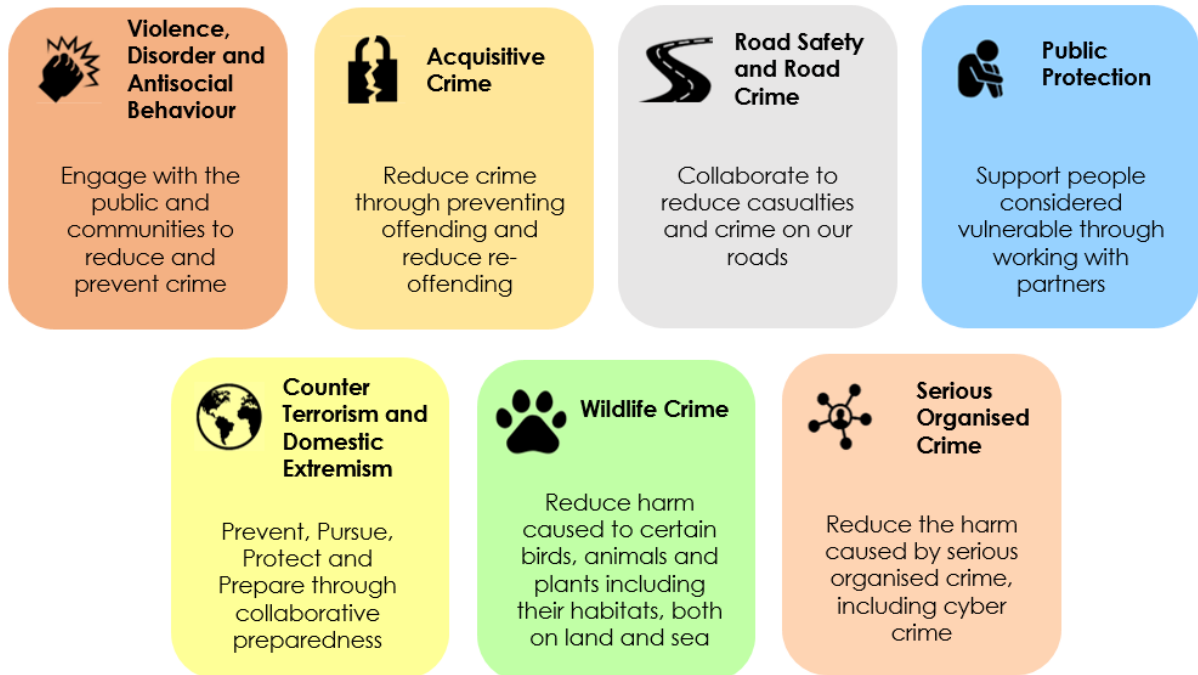 Violence,
Disorder and
Antisocial
Behaviour
Engage with the
public and
communities to
reduce and
prevent crime
Acquisitive
Crime
Reduce crime
through preventing
offending and
reduce re-
offending
Road Safety
and Road
Crime
Collaborate to
reduce casualties
and crime on our
roads
Public
Protection
Support people
considered
vulnerable through
working with
partners
Counter
Terrorism and
Domestic
Extremism
Prevent, Pursue,
Protect and
Prepare through
collaborative
preparedness
Wildlife Crime
Reduce harm
caused to certain
birds, animals and
plants including
their habitats, both
on land and sea
Serious
Organised
Crime
Reduce the harm
caused by serious
organised crime,
including cyber
crime